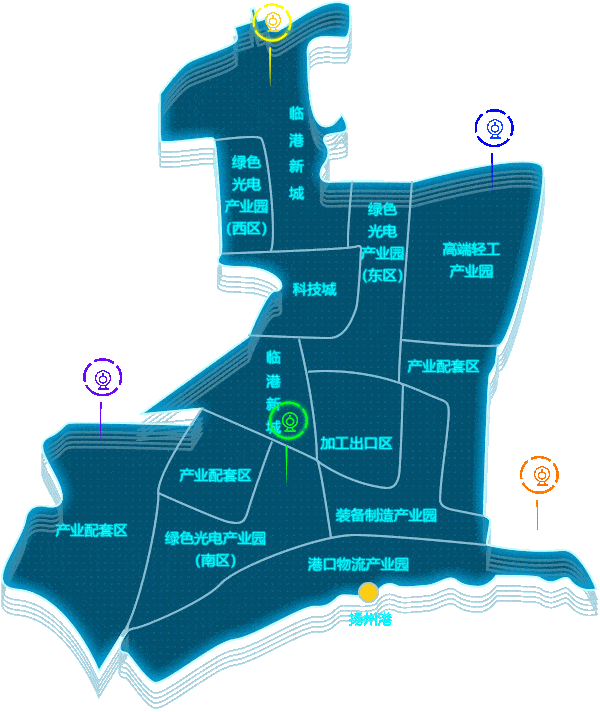 临
港
新
城
绿色
光电
产业园
（西区）
绿色
光电
产业园
（东区）
高端轻工
产业园
科技城
临
港
新
城
产业配套区
加工出口区
产业配套区
装备制造产业园
产业配套区
绿色光电产业园
（南区）
港口物流产业园
扬州港